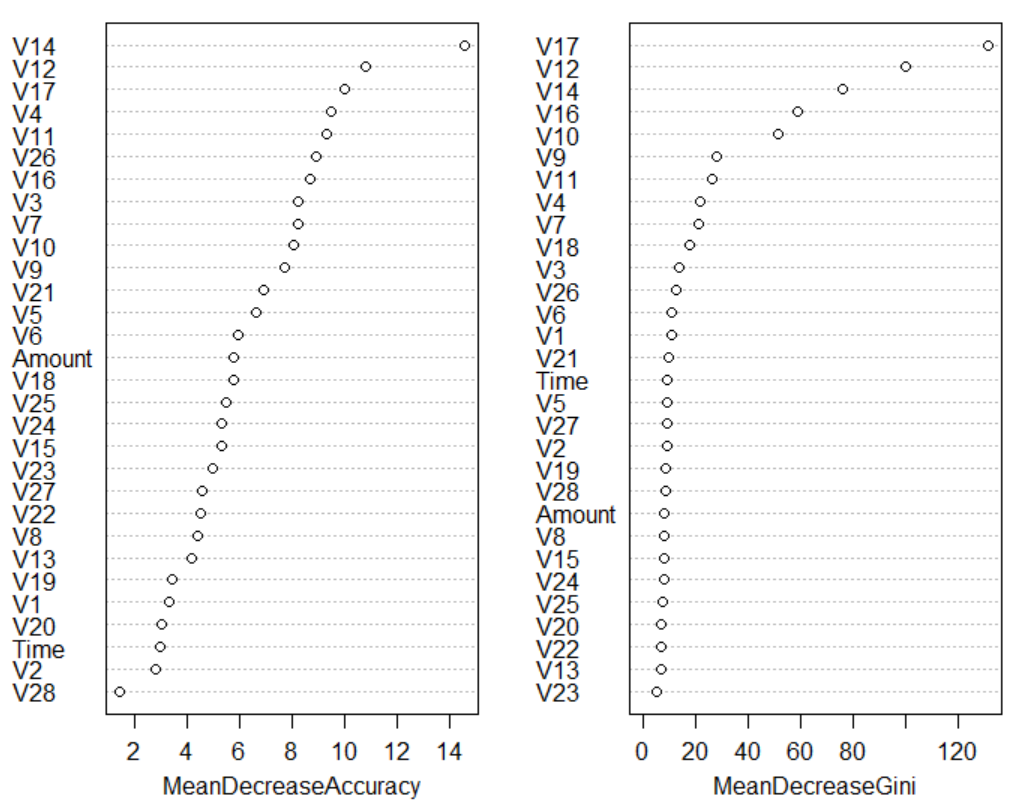 V14
V12
V17
V4
V11
V26
V16
V3
V7
V10
V9
V21
V5
V6
Amount
V18
V25
V24
V15
V23
V27
V22
V8
V13
V19
V1
V20
Time
V2
V28
2 4 6 8 10 12 14
MeanDecreaseAccuracy
V17
V12
V14
V16
V10
V9
V11
V4
V7
V18
V3
V26
V6
V1
V21
Time
V5
V27
V2
V19
V28
Amount
V8
V15
V24
V25
V20
V22
V13
V23
0 20 40 60 80 120
MeanDecreaseGini